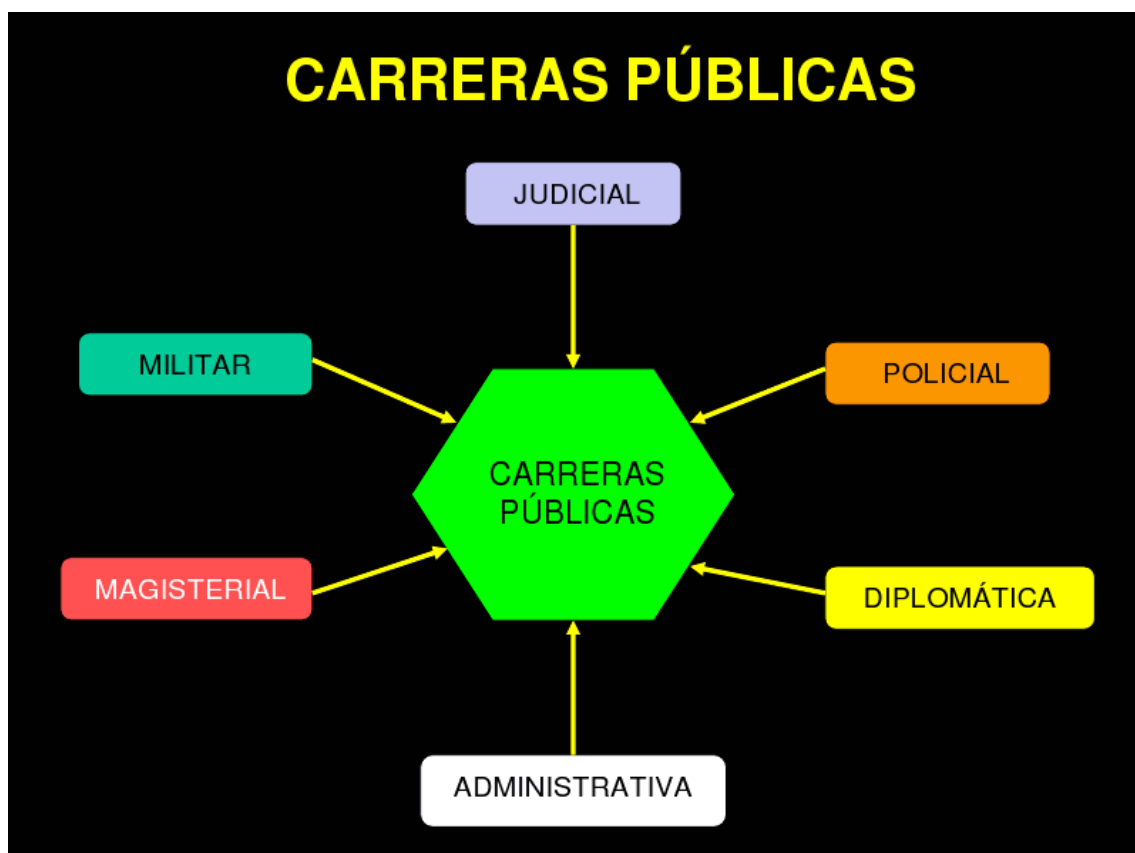 CARRERAS PÚBLICAS
JUDICIAL
MILITAR
POLICIAL
CARRERAS
PÚBLICAS
MAGISTERIAL
DIPLOMÁTICA
ADMINISTRATIVA